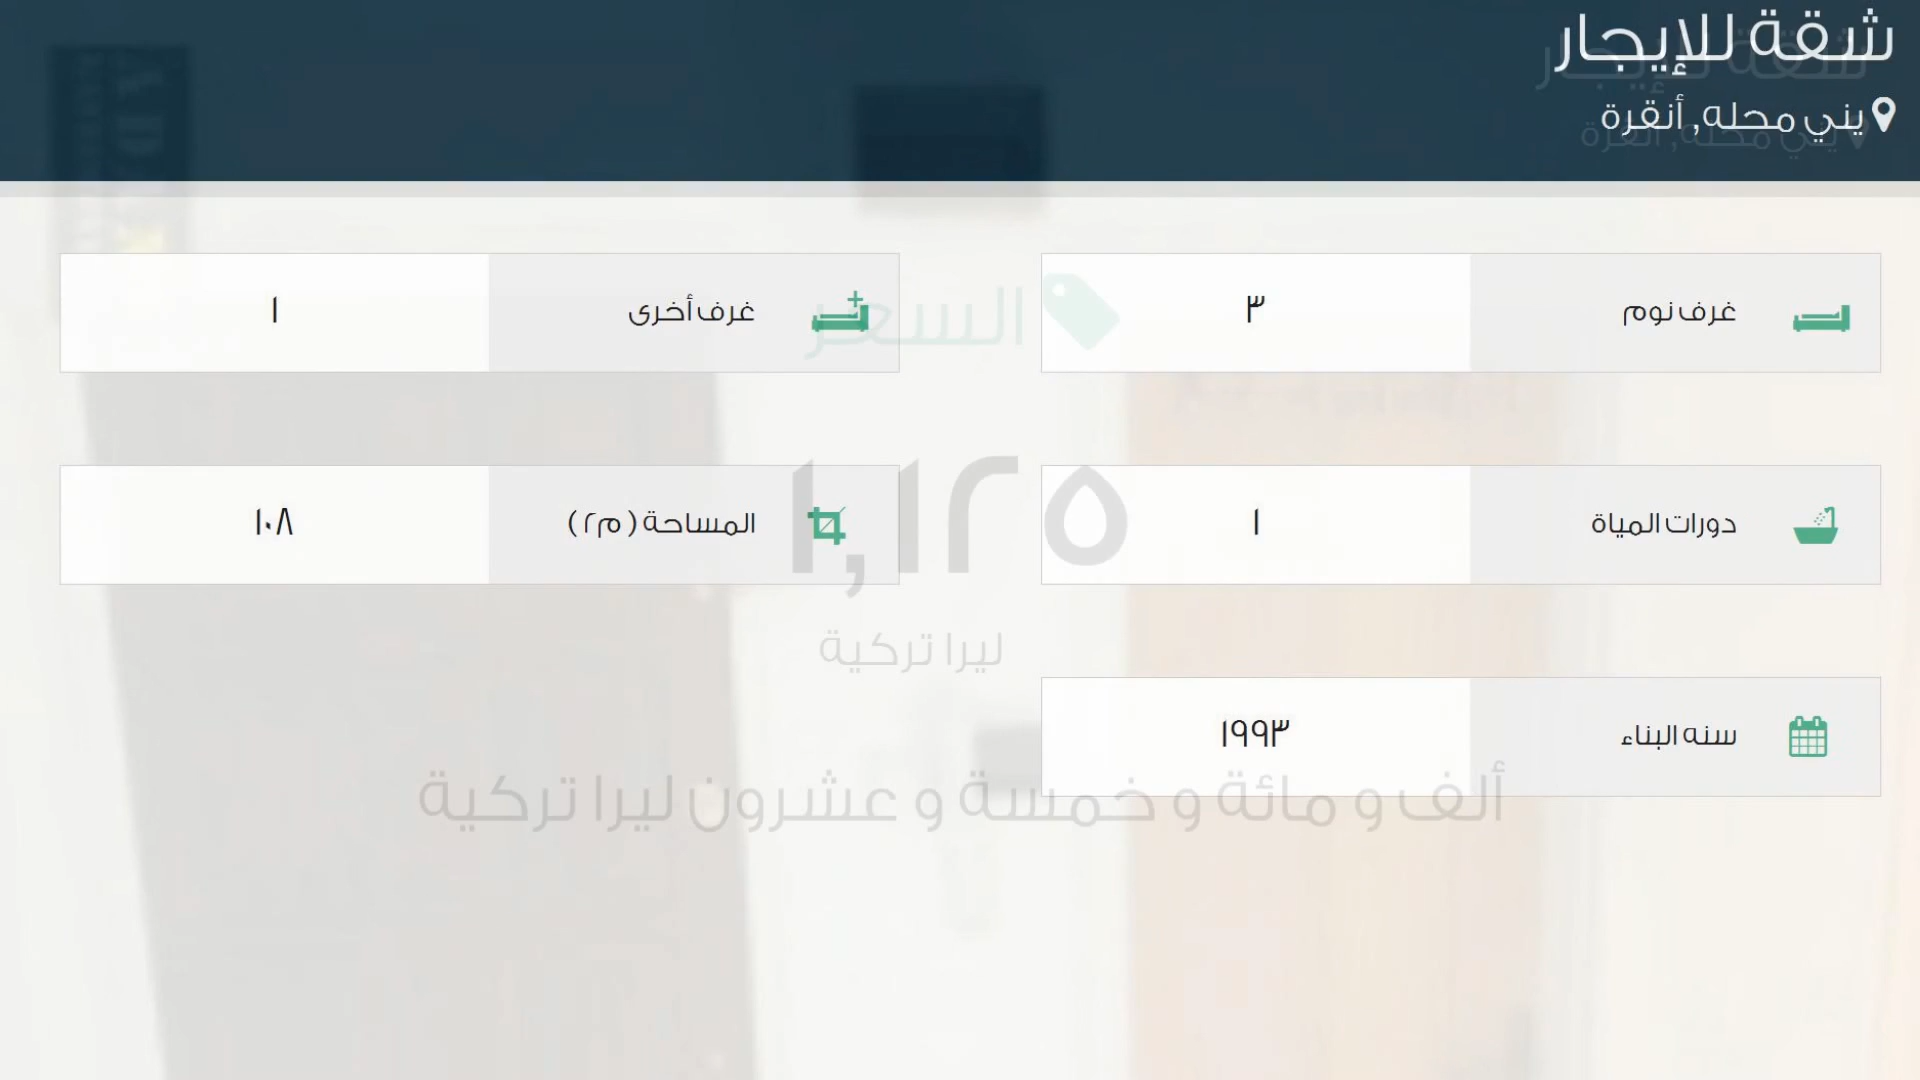 شقة للإيجار
يني محله, أنقرة
غرف نوم
٣
غرف أخرى
١
السعر
دورات المياة
١
المساحة (م٢)
١٠٨
١,١٢٥
ليرا تركية
سنه البناء
١٩٩٣
ألف و مائة و خمسة و عشرون ليرا تركية